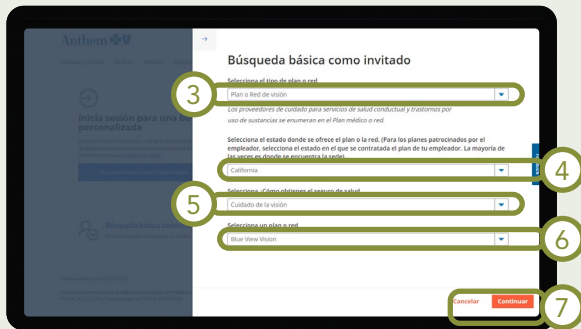 Anthem
→
Búsqueda básica como invitado
Selecciona el tipo de plan o red
3
Plan o Red de visión
Los proveedores de cuidado para servicios de salud conductual y trastornos por
uso de sustancias se enumeran en el Plan médico o red.
Inicia sesión para una
personalizada
Selecciona el estado donde se ofrece el plan o la red. (Para los planes patrocinados por el
empleador, selecciona el estado en el que se contratada el plan de tu empleador. La mayoría de
las veces es donde se encuentra la sede).
California
4
Selecciona ¿Cómo obtienes el seguro de salud
5
Cuidado de la visión
Búsqueda básica como
Selecciona un plan o red
Blue View Vision
6
Cancelar
Continuar
7